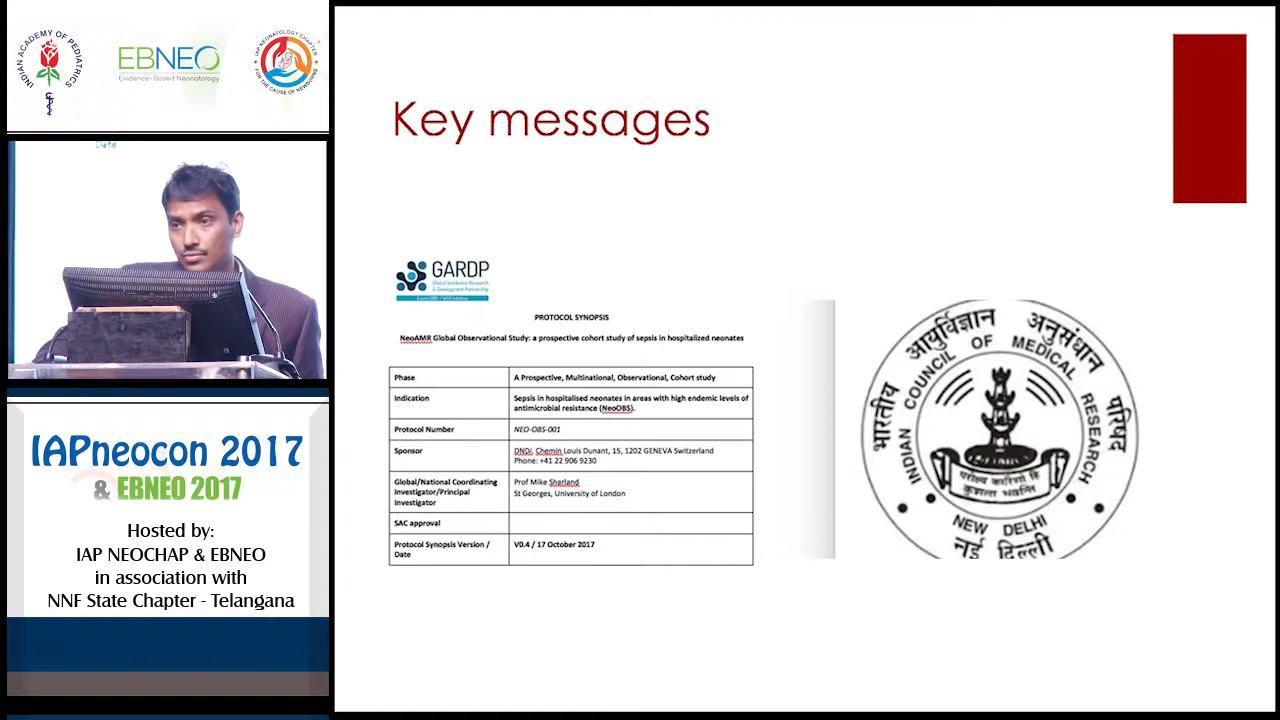 INDIAN ACADEMY OF PEDIATRICS
EBNEO
Evidence-Based Neonatology
IAP NEONATOLOGY CHAPTER
FOR THE CAUSE OF NEWBORNS
IAPneocon 2017
& EBNEO 2017
Hosted by:
IAP NEOCHAP & EBNEO
in association with
NNF State Chapter - Telangana
Key messages
GARDP
Global Antibiotic Research
& Development Partnership
PROTOCOL SYNOPSIS
NeoAMR Global Observational Study: a prospective cohort study of sepsis in hospitalized neonates
Phase A Prospective, Multinational, Observational, Cohort study
Indication Sepsis in hospitalised neonates in areas with high endemic levels of
antimicrobial resistance (NeoOBS).
Protocol Number NEO-OBS-001
Sponsor DNDi, Chemin Louis Dunant, 15, 1202 GENEVA Switzerland
Phone: +41 22 906 9230
Global/National Coordinating
Investigator/Principal
Investigator
Prof Mike Sharland
St Georges, University of London
SAC approval
Protocol Synopsis Version /
Date
V0.4 / 17 October 2017
भारतीय आयुर्विज्ञान अनुसंधान परिषद
INDIAN COUNCIL OF MEDICAL RESEARCH
NEW DELHI
नई दिल्ली